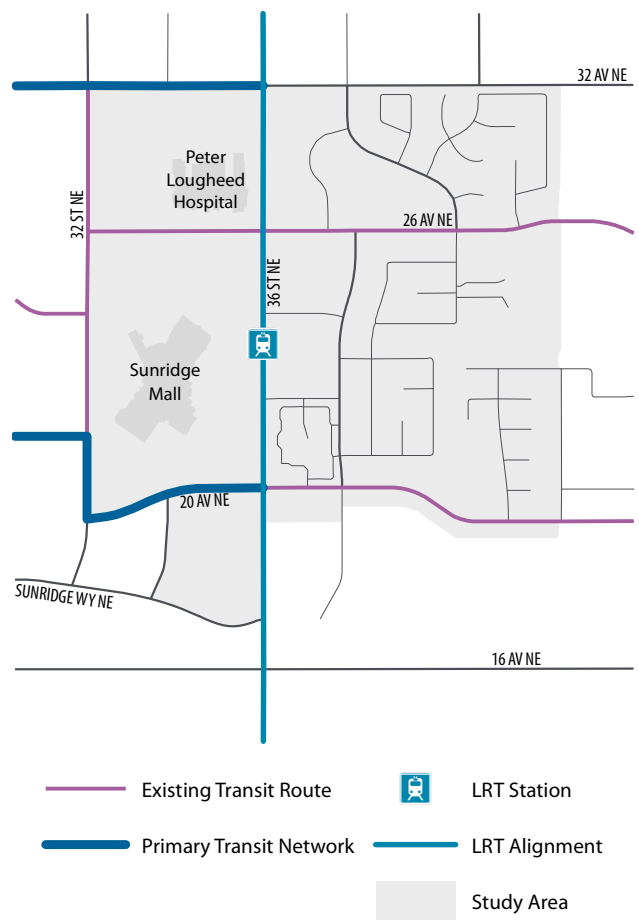 32 AV NE
Peter
Lougheed
Hospital
32 ST NE
26 AV NE
36 ST NE
Sunridge
Mall
20 AV NE
SUNRIDGE WY NE
16 AV NE
Existing Transit Route
LRT Station
Primary Transit Network
LRT Alignment
Study Area